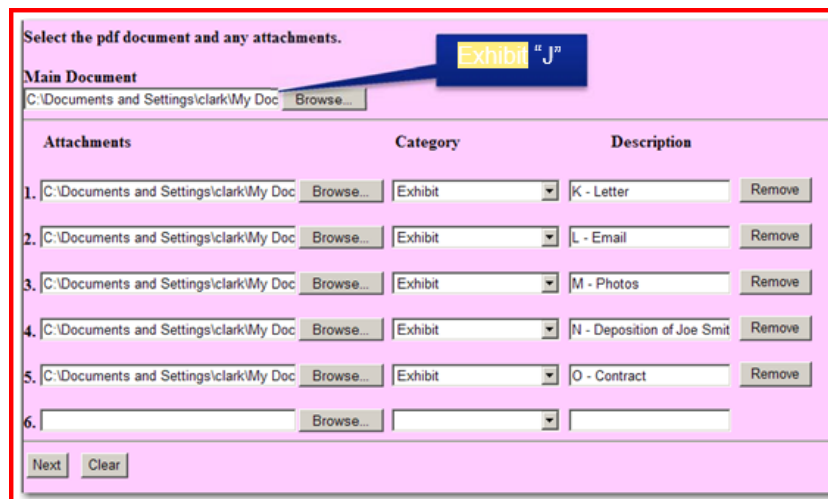 Select the pdf document and any attachments.
Exhibit “J”
Main Document
C:\Documents and Settings\clark\My Doc Browse...
Attachments Category Description
1. C:\Documents and Settings\clark\My Doc Browse... Exhibit K - Letter Remove
2. C:\Documents and Settings\clark\My Doc Browse... Exhibit L - Email Remove
3. C:\Documents and Settings\clark\My Doc Browse... Exhibit M - Photos Remove
4. C:\Documents and Settings\clark\My Doc Browse... Exhibit N - Deposition of Joe Smit Remove
5. C:\Documents and Settings\clark\My Doc Browse... Exhibit O - Contract Remove
6. Browse...
Next Clear